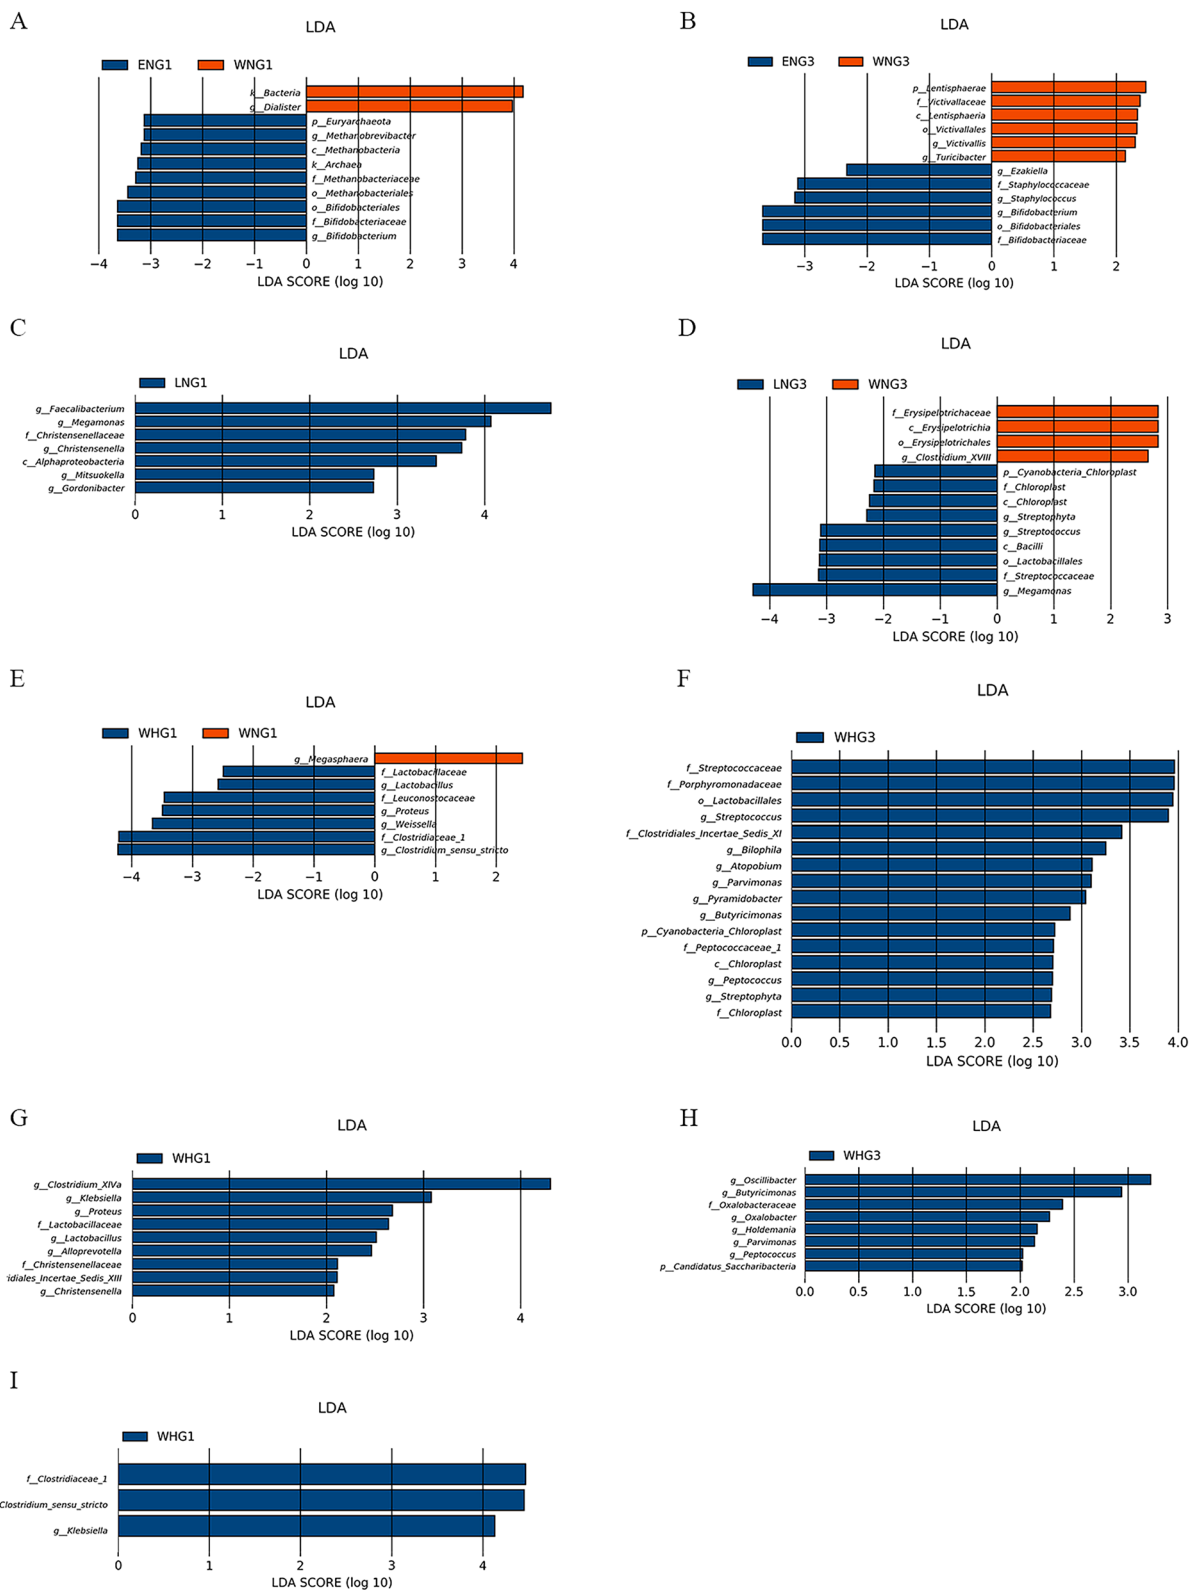 A
LDA
ENG1 WNG1
k__Bacteria
g__Dialister
p__Euryarchaeota
g__Methanobrevibacter
c__Methanobacteria
k__Archaea
f__Methanobacteriaceae
o__Methanobacteriales
o__Bifidobacteriales
f__Bifidobacteriaceae
g__Bifidobacterium
−4 −3 −2 −1 0 1 2 3 4
LDA SCORE (log 10)
B
LDA
ENG3 WNG3
p__Lentisphaerae
f__Victivallaceae
c__Lentisphaeria
o__Victivallales
g__Victivallis
g__Turicibacter
g__Ezakiella
f__Staphylococcaceae
g__Staphylococcus
g__Bifidobacterium
o__Bifidobacteriales
f__Bifidobacteriaceae
−3 −2 −1 0 1 2
LDA SCORE (log 10)
C
LDA
LNG1
g__Faecalibacterium
g__Megamonas
f__Christensenellaceae
g__Christensenella
c__Alphaproteobacteria
g__Mitsuokella
g__Gordonibacter
0 1 2 3 4
LDA SCORE (log 10)
D
LDA
LNG3 WNG3
f__Erysipelotrichaceae
c__Erysipelotrichia
o__Erysipelotrichales
g__Clostridium_XVIII
p__Cyanobacteria_Chloroplast
f__Chloroplast
c__Chloroplast
g__Streptophyta
g__Streptococcus
c__Bacilli
o__Lactobacillales
f__Streptococcaceae
g__Megamonas
−4 −3 −2 −1 0 1 2 3
LDA SCORE (log 10)
E
LDA
WHG1 WNG1
g__Megasphaera
f__Lactobacillaceae
g__Lactobacillus
f__Leuconostocaceae
g__Proteus
g__Weissella
f__Clostridiaceae_1
g__Clostridium_sensu_stricto
−4 −3 −2 −1 0 1 2
LDA SCORE (log 10)
F
LDA
WHG3
f__Streptococcaceae
f__Porphyromonadaceae
o__Lactobacillales
g__Streptococcus
f__Clostridiales_Incertae_Sedis_XI
g__Bilophila
g__Atopobium
g__Parvimonas
g__Pyramidobacter
g__Butyricimonas
p__Cyanobacteria_Chloroplast
f__Peptococcaceae_1
c__Chloroplast
g__Peptococcus
g__Streptophyta
f__Chloroplast
0.0 0.5 1.0 1.5 2.0 2.5 3.0 3.5 4.0
LDA SCORE (log 10)
G
LDA
WHG1
g__Clostridium_XIVa
g__Klebsiella
g__Proteus
f__Lactobacillaceae
g__Lactobacillus
g__Alloprevotella
f__Christensenellaceae
ridiales_Incertae_Sedis_XIII
g__Christensenella
0 1 2 3 4
LDA SCORE (log 10)
H
LDA
WHG3
g__Oscillibacter
g__Butyricimonas
f__Oxalobacteraceae
g__Oxalobacter
g__Holdemania
g__Parvimonas
g__Peptococcus
p__Candidatus_Saccharibacteria
0.0 0.5 1.0 1.5 2.0 2.5 3.0
LDA SCORE (log 10)
I
LDA
WHG1
f__Clostridiaceae_1
Clostridium_sensu_stricto
g__Klebsiella
0 1 2 3 4
LDA SCORE (log 10)